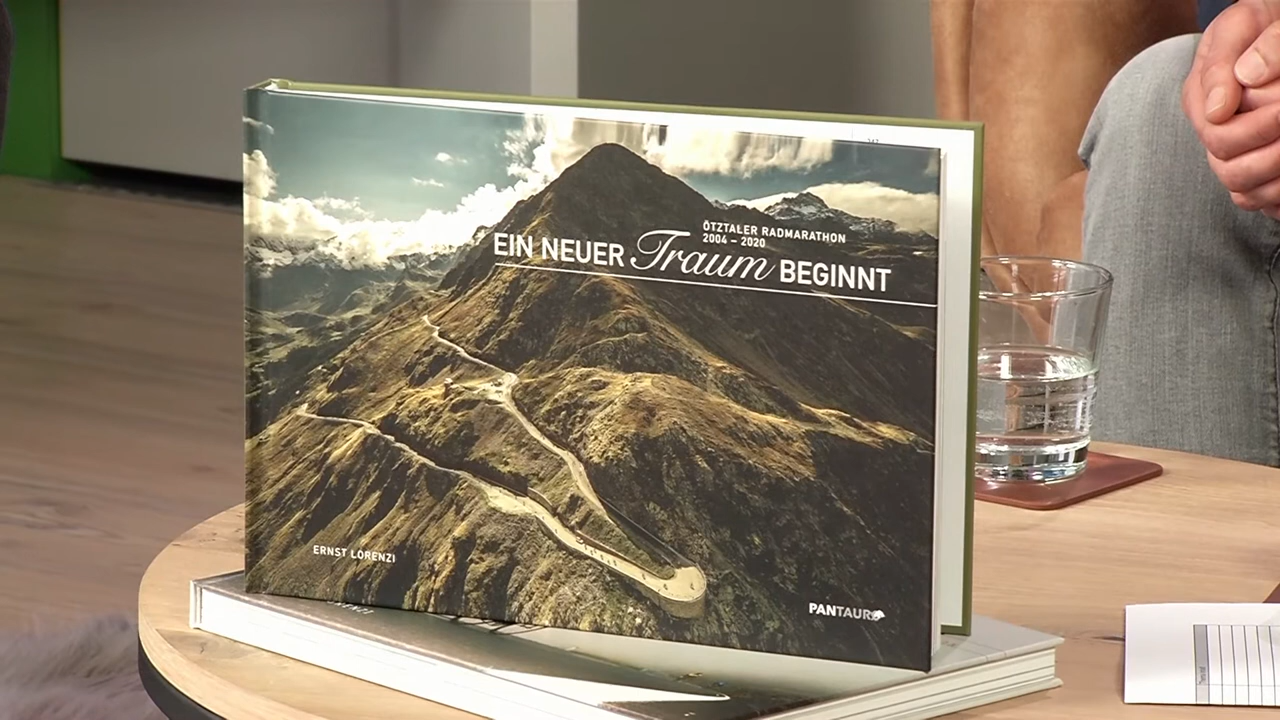 ÖTZTALER RADMARATHON
2004 – 2020
EIN NEUER Traum BEGINNT
ERNST LORENZI
PANTAURO